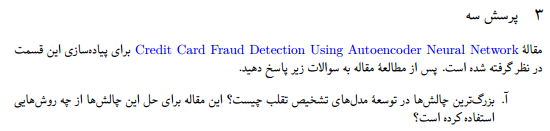 ۳ پرسش سه
مقالهٔ Credit Card Fraud Detection Using Autoencoder Neural Network برای پیاده‌سازی این قسمت
در نظر گرفته شده است. پس از مطالعهٔ مقاله به سوالات زیر پاسخ دهید.
آ. بزرگ‌ترین چالش‌ها در توسعهٔ مدل‌های تشخیص تقلب چیست؟ این مقاله برای حل این چالش‌ها از چه روش‌هایی
استفاده کرده است؟